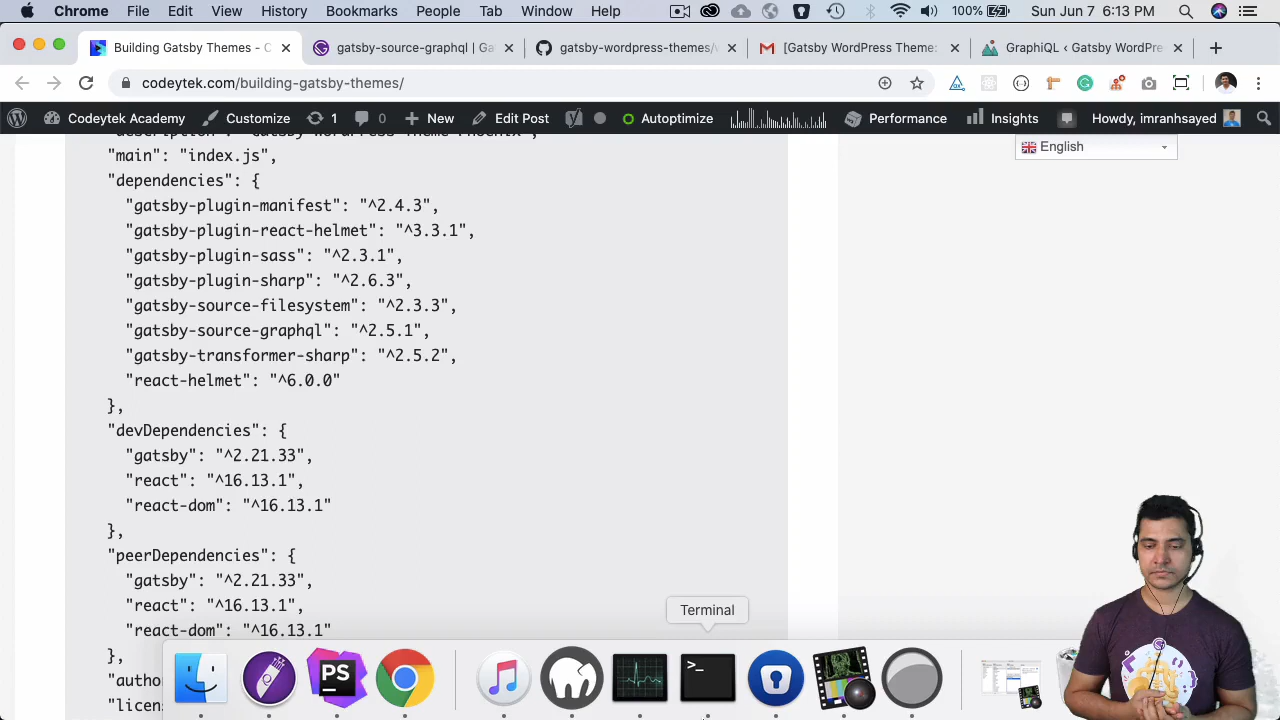 Chrome File Edit View History Bookmarks People Tab Window Help 100% Sun Jun 7 6:13 PM
Building Gatsby Themes - C gatsby-source-graphql | Ga gatsby-wordpress-themes/ [Gatsby WordPress Theme: GraphiQL ‹ Gatsby WordPre
codeytek.com/building-gatsby-themes/
Codeytek Academy Customize 1 0 New Edit Post Autoptimize Performance Insights Howdy, imranhsayed
English
"main": "index.js",
"dependencies": {
"gatsby-plugin-manifest": "^2.4.3",
"gatsby-plugin-react-helmet": "^3.3.1",
"gatsby-plugin-sass": "^2.3.1",
"gatsby-plugin-sharp": "^2.6.3",
"gatsby-source-filesystem": "^2.3.3",
"gatsby-source-graphql": "^2.5.1",
"gatsby-transformer-sharp": "^2.5.2",
"react-helmet": "^6.0.0"
},
"devDependencies": {
"gatsby": "^2.21.33",
"react": "^16.13.1",
"react-dom": "^16.13.1"
},
"peerDependencies": {
"gatsby": "^2.21.33",
"react": "^16.13.1",
"react-dom": "^16.13.1"
},
"autho
"licens
Terminal
PS
>_